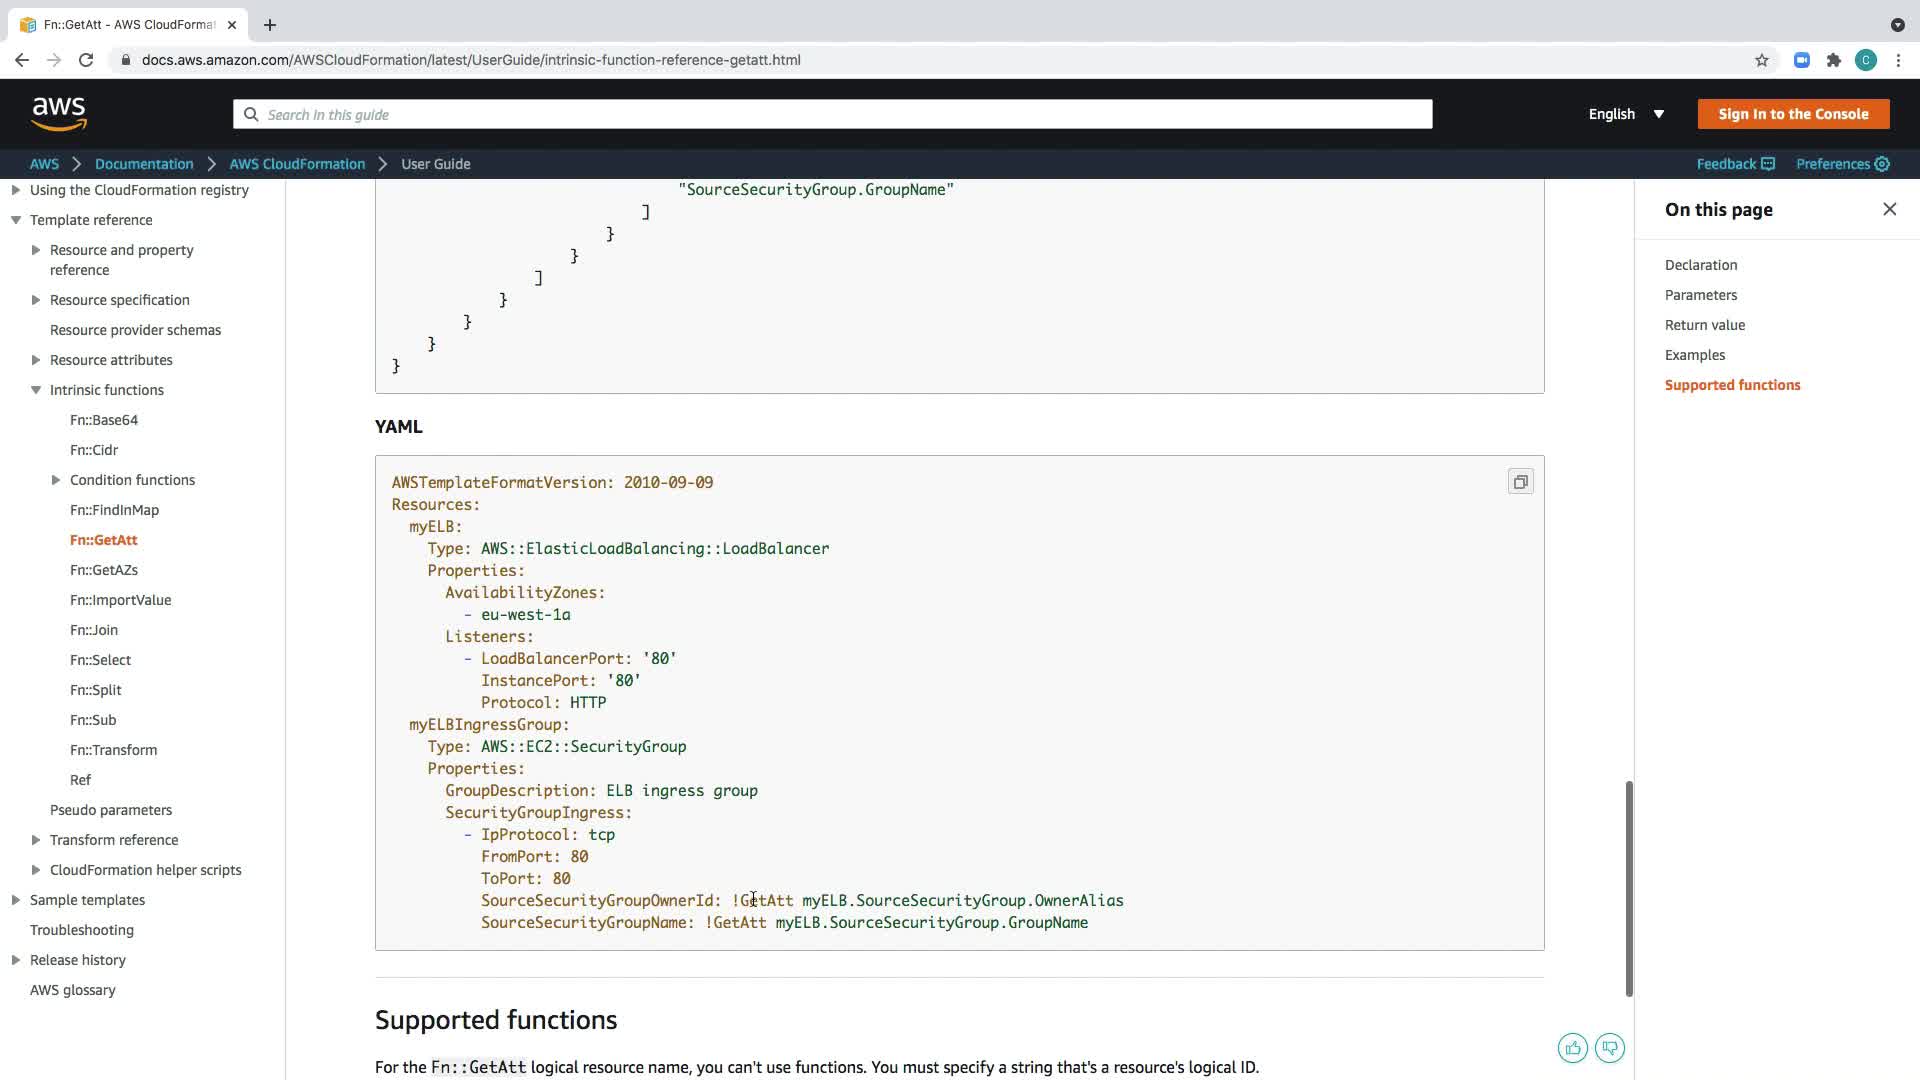 Fn::GetAtt - AWS CloudFormat
docs.aws.amazon.com/AWSCloudFormation/latest/UserGuide/intrinsic-function-reference-getatt.html
C
aws
Search in this guide
English
Sign In to the Console
AWS
Documentation
AWS CloudFormation
User Guide
Feedback
Preferences
Using the CloudFormation registry
Template reference
Resource and property
reference
Resource specification
Resource provider schemas
Resource attributes
Intrinsic functions
Fn::Base64
Fn::Cidr
Condition functions
Fn::FindInMap
Fn::GetAtt
Fn::GetAZs
Fn::ImportValue
Fn::Join
Fn::Select
Fn::Split
Fn::Sub
Fn::Transform
Ref
Pseudo parameters
Transform reference
CloudFormation helper scripts
Sample templates
Troubleshooting
Release history
AWS glossary
"SourceSecurityGroup.GroupName"
]
}
}
]
}
}
}
}
YAML
AWSTemplateFormatVersion: 2010-09-09
Resources:
myELB:
Type: AWS::ElasticLoadBalancing::LoadBalancer
Properties:
AvailabilityZones:
- eu-west-1a
Listeners:
- LoadBalancerPort: '80'
InstancePort: '80'
Protocol: HTTP
myELBIngressGroup:
Type: AWS::EC2::SecurityGroup
Properties:
GroupDescription: ELB ingress group
SecurityGroupIngress:
- IpProtocol: tcp
FromPort: 80
ToPort: 80
SourceSecurityGroupOwnerId: !GetAtt myELB.SourceSecurityGroup.OwnerAlias
SourceSecurityGroupName: !GetAtt myELB.SourceSecurityGroup.GroupName
Supported functions
For the Fn::GetAtt logical resource name, you can't use functions. You must specify a string that's a resource's logical ID.
On this page
Declaration
Parameters
Return value
Examples
Supported functions